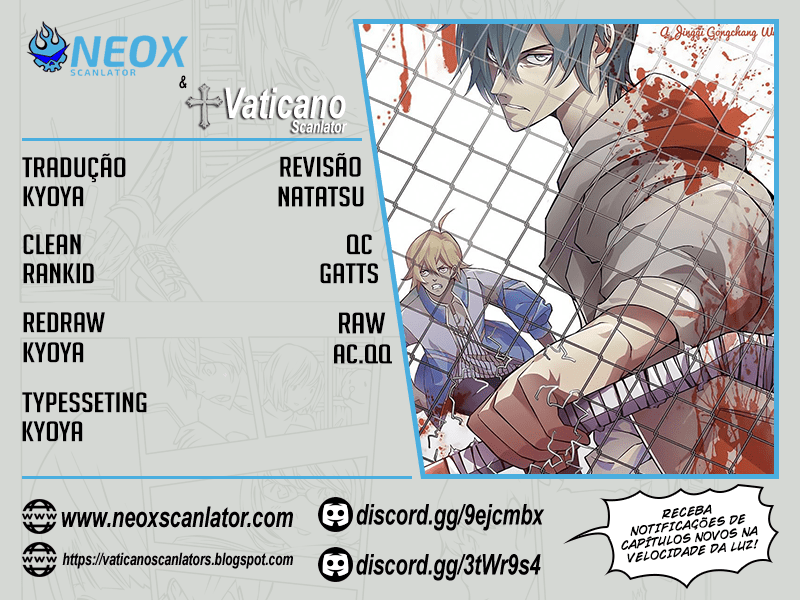 NEOX
SCANLATOR
&
Vaticano
Scanlator
- A Jingqi Gongchang W
TRADUÇÃO
KYOYA
REVISÃO
NATATSU
CLEAN
RANKID
QC
GATTS
REDRAW
KYOYA
RAW
AC.QQ
TYPESSETING
KYOYA
www.neoxscanlator.com
discord.gg/9ejcmbx
https://vaticanoscanlators.blogspot.com
discord.gg/3tWr9s4
RECEBA
NOTIFICAÇÕES DE
CAPÍTULOS NOVOS NA
VELOCIDADE DA LUZ!